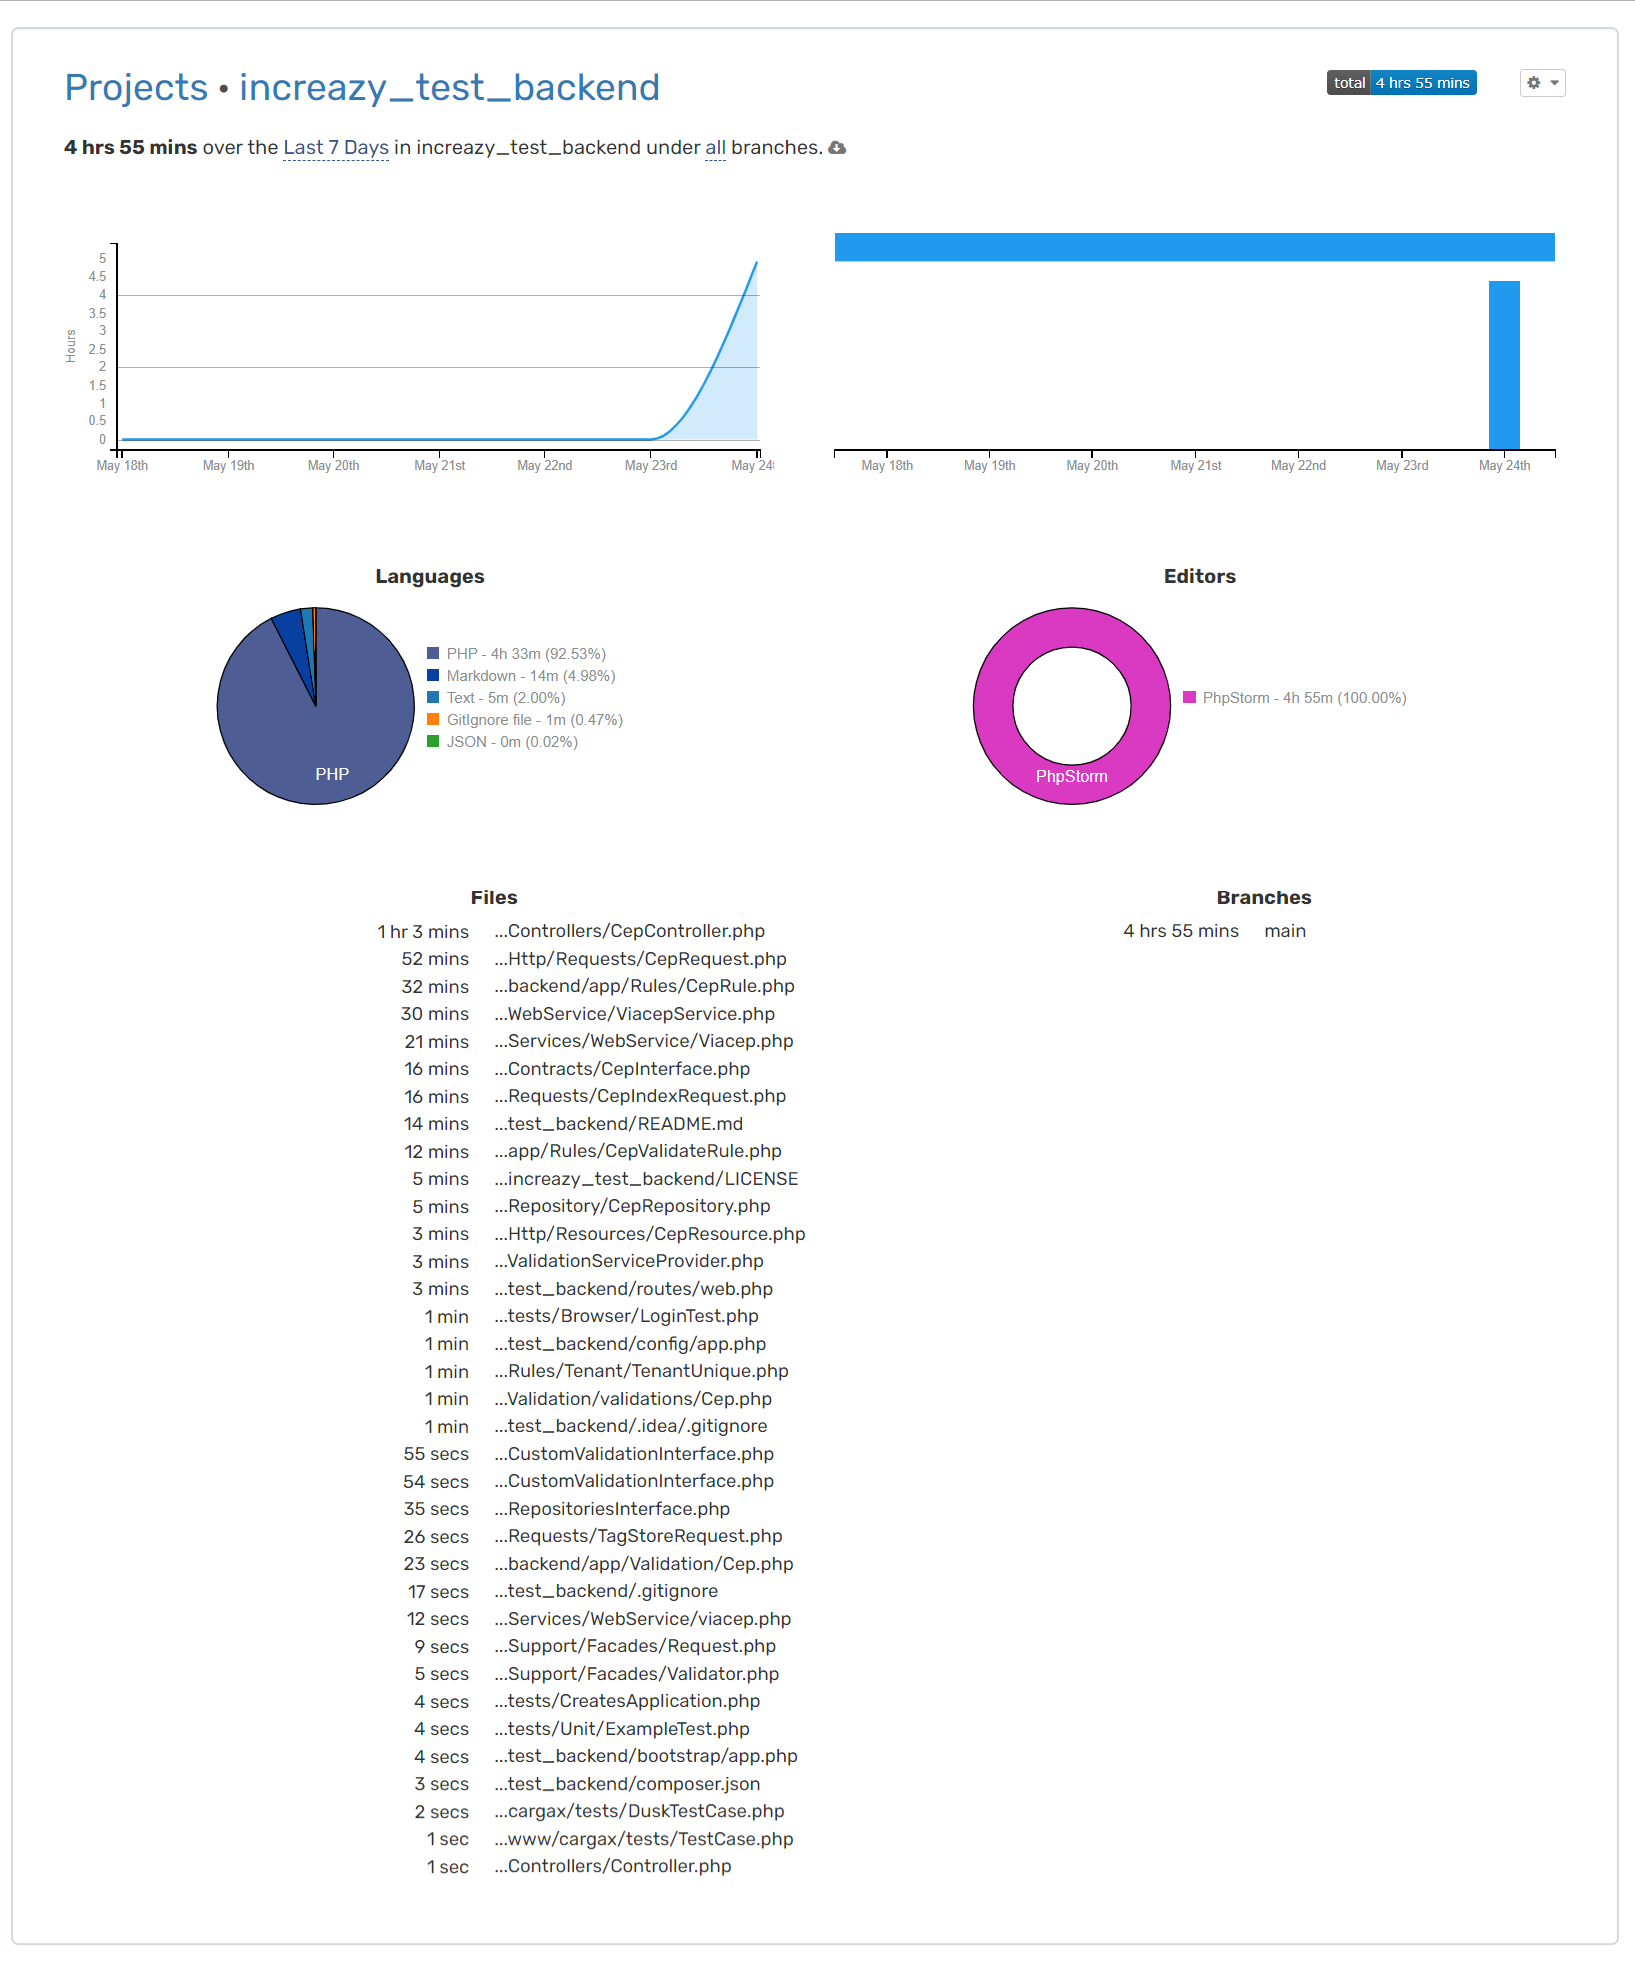 Projects • increazy_test_backend
total 4 hrs 55 mins
4 hrs 55 mins over the Last 7 Days in increazy_test_backend under all branches.
Hours
5
4.5
4
3.5
3
2.5
2
1.5
1
0.5
0
May 18th May 19th May 20th May 21st May 22nd May 23rd May 24t
May 18th May 19th May 20th May 21st May 22nd May 23rd May 24th
Languages
PHP
PHP - 4h 33m (92.53%)
Markdown - 14m (4.98%)
Text - 5m (2.00%)
GitIgnore file - 1m (0.47%)
JSON - 0m (0.02%)
Editors
PhpStorm
PhpStorm - 4h 55m (100.00%)
Files
1 hr 3 mins ...Controllers/CepController.php
52 mins ...Http/Requests/CepRequest.php
32 mins ...backend/app/Rules/CepRule.php
30 mins ...WebService/ViacepService.php
21 mins ...Services/WebService/Viacep.php
16 mins ...Contracts/CepInterface.php
16 mins ...Requests/CepIndexRequest.php
14 mins ...test_backend/README.md
12 mins ...app/Rules/CepValidateRule.php
5 mins ...increazy_test_backend/LICENSE
5 mins ...Repository/CepRepository.php
3 mins ...Http/Resources/CepResource.php
3 mins ...ValidationServiceProvider.php
3 mins ...test_backend/routes/web.php
1 min ...tests/Browser/LoginTest.php
1 min ...test_backend/config/app.php
1 min ...Rules/Tenant/TenantUnique.php
1 min ...Validation/validations/Cep.php
1 min ...test_backend/.idea/.gitignore
55 secs ...CustomValidationInterface.php
54 secs ...CustomValidationInterface.php
35 secs ...RepositoriesInterface.php
26 secs ...Requests/TagStoreRequest.php
23 secs ...backend/app/Validation/Cep.php
17 secs ...test_backend/.gitignore
12 secs ...Services/WebService/viacep.php
9 secs ...Support/Facades/Request.php
5 secs ...Support/Facades/Validator.php
4 secs ...tests/CreatesApplication.php
4 secs ...tests/Unit/ExampleTest.php
4 secs ...test_backend/bootstrap/app.php
3 secs ...test_backend/composer.json
2 secs ...cargax/tests/DuskTestCase.php
1 sec ...www/cargax/tests/TestCase.php
1 sec ...Controllers/Controller.php
Branches
4 hrs 55 mins main